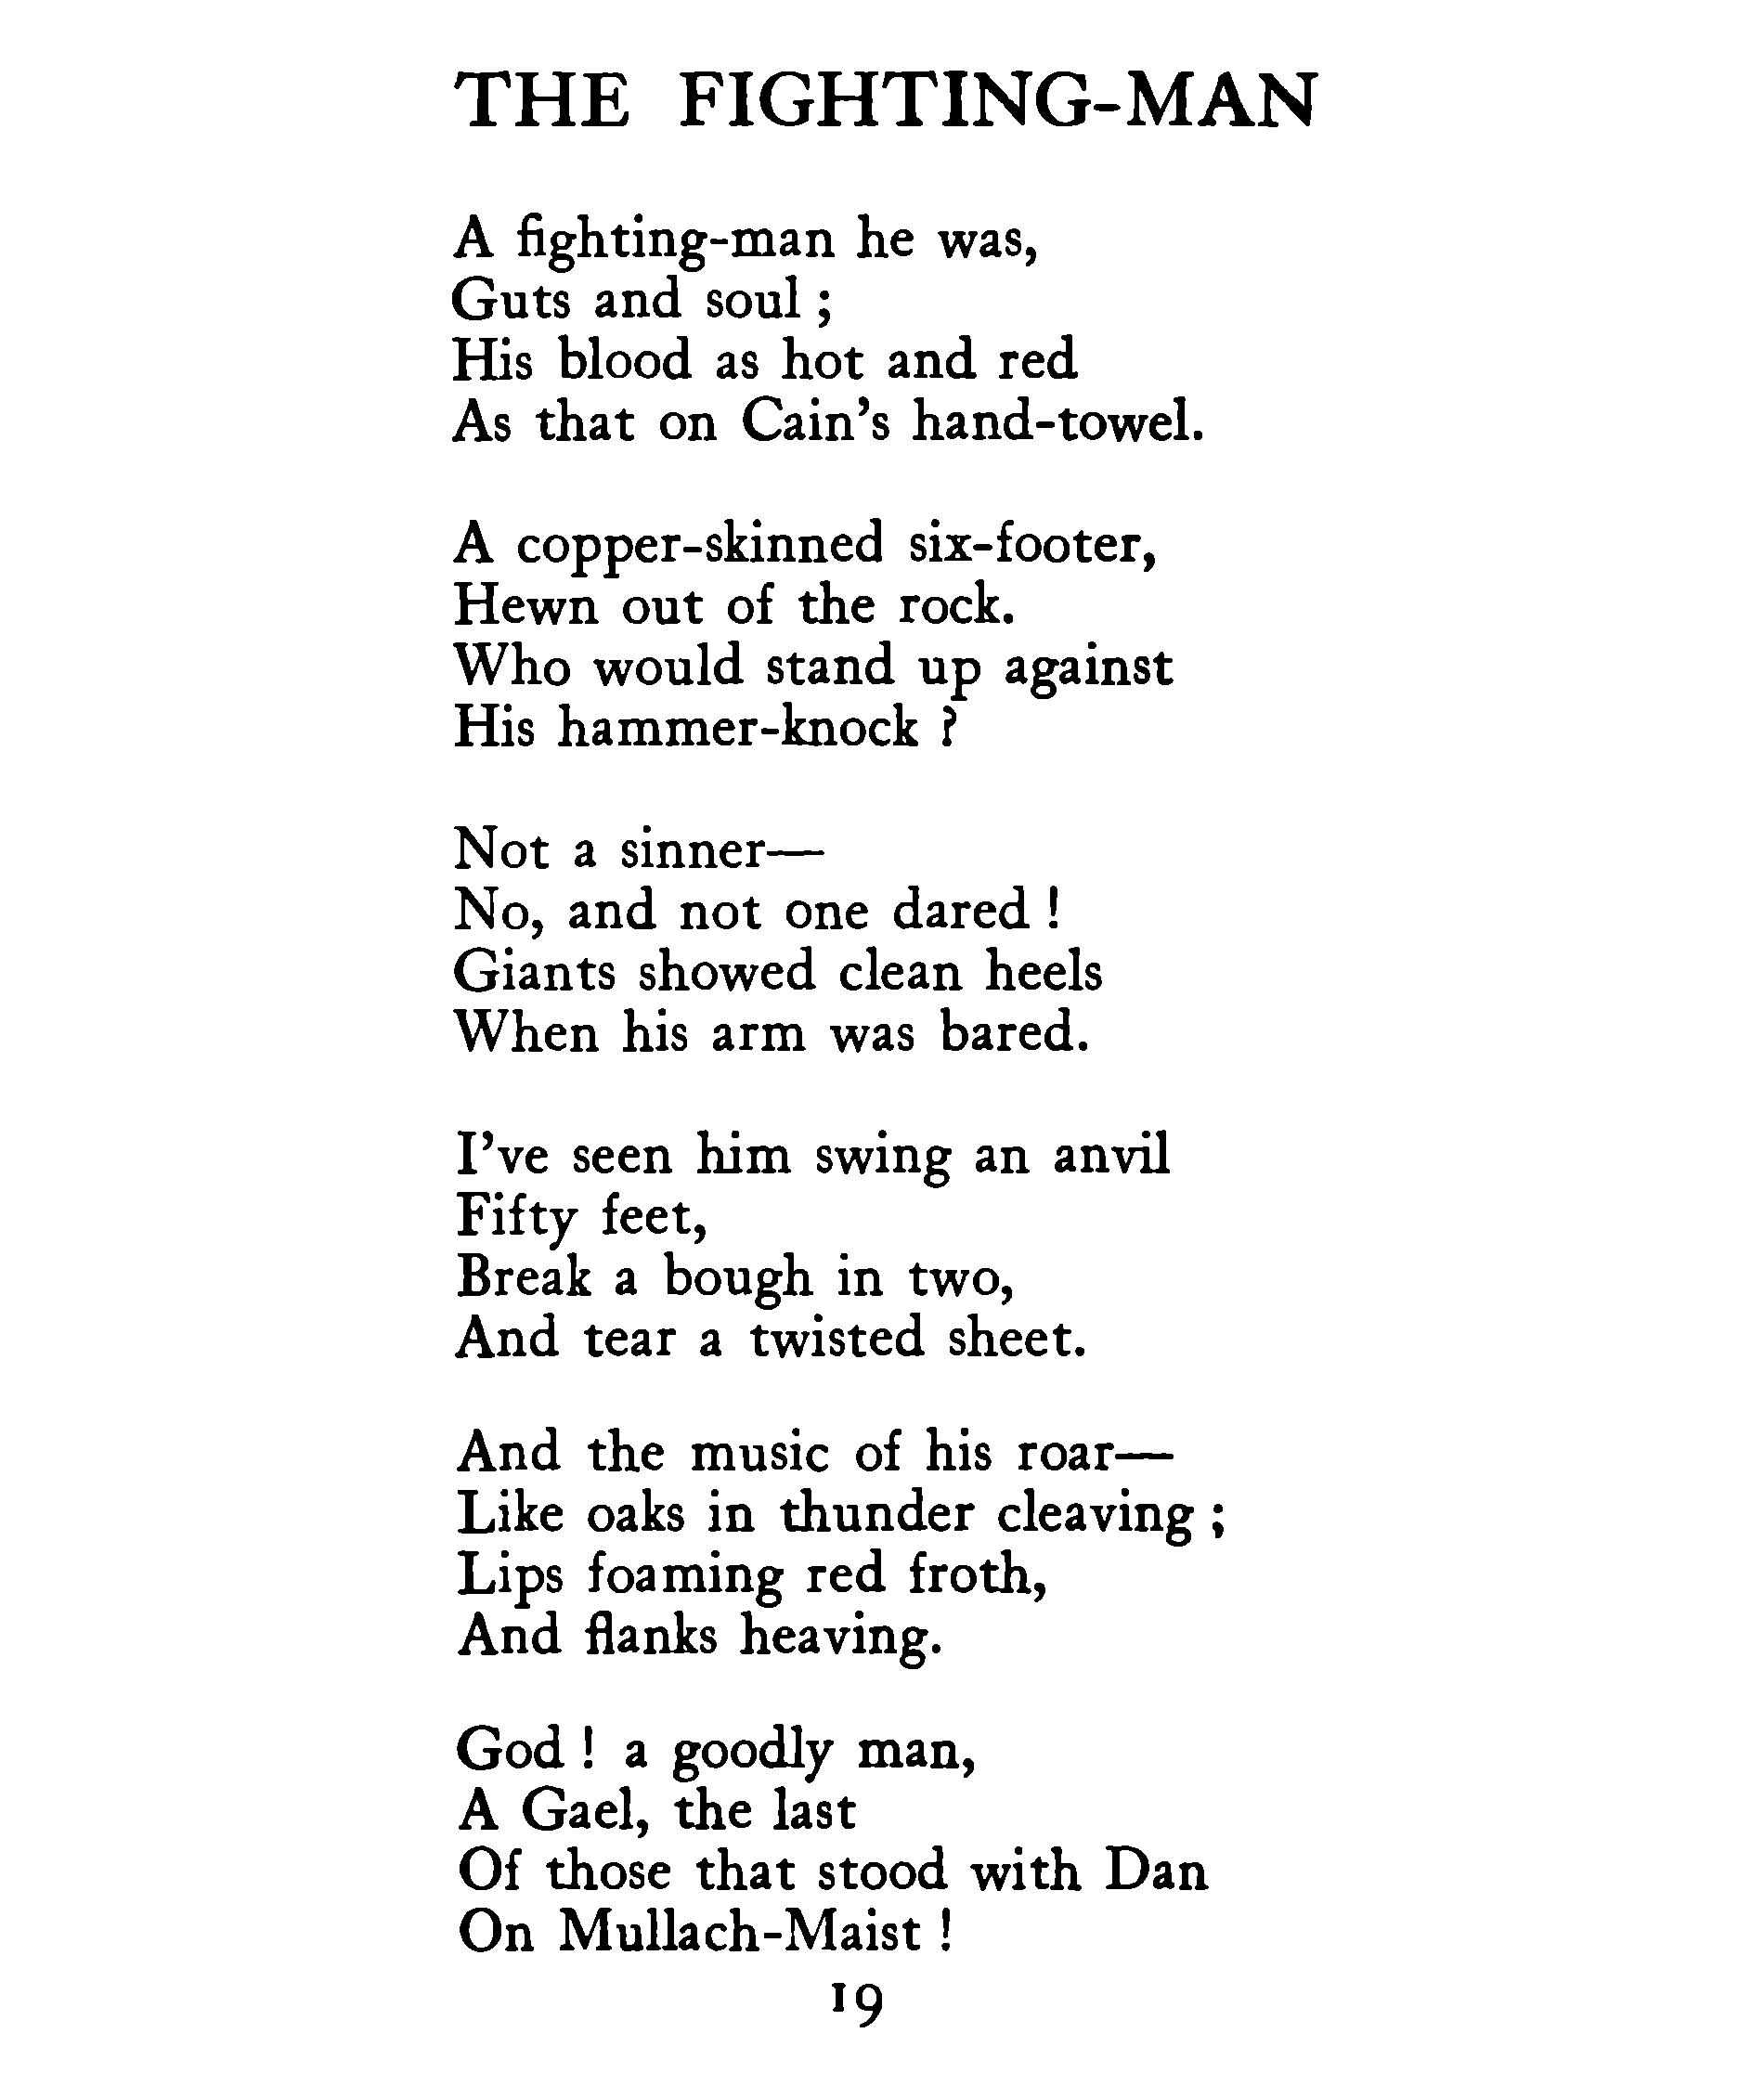 THE FIGHTING-MAN
A fighting-man he was,
Guts and soul ;
His blood as hot and red
As that on Cain's hand-towel.
A copper-skinned six-footer,
Hewn out of the rock.
Who would stand up against
His hammer-knock ?
Not a sinner—
No, and not one dared !
Giants showed clean heels
When his arm was bared.
I've seen him swing an anvil
Fifty feet,
Break a bough in two,
And tear a twisted sheet.
And the music of his roar—
Like oaks in thunder cleaving ;
Lips foaming red froth,
And flanks heaving.
God ! a goodly man,
A Gael, the last
Of those that stood with Dan
On Mullach-Maist !
19